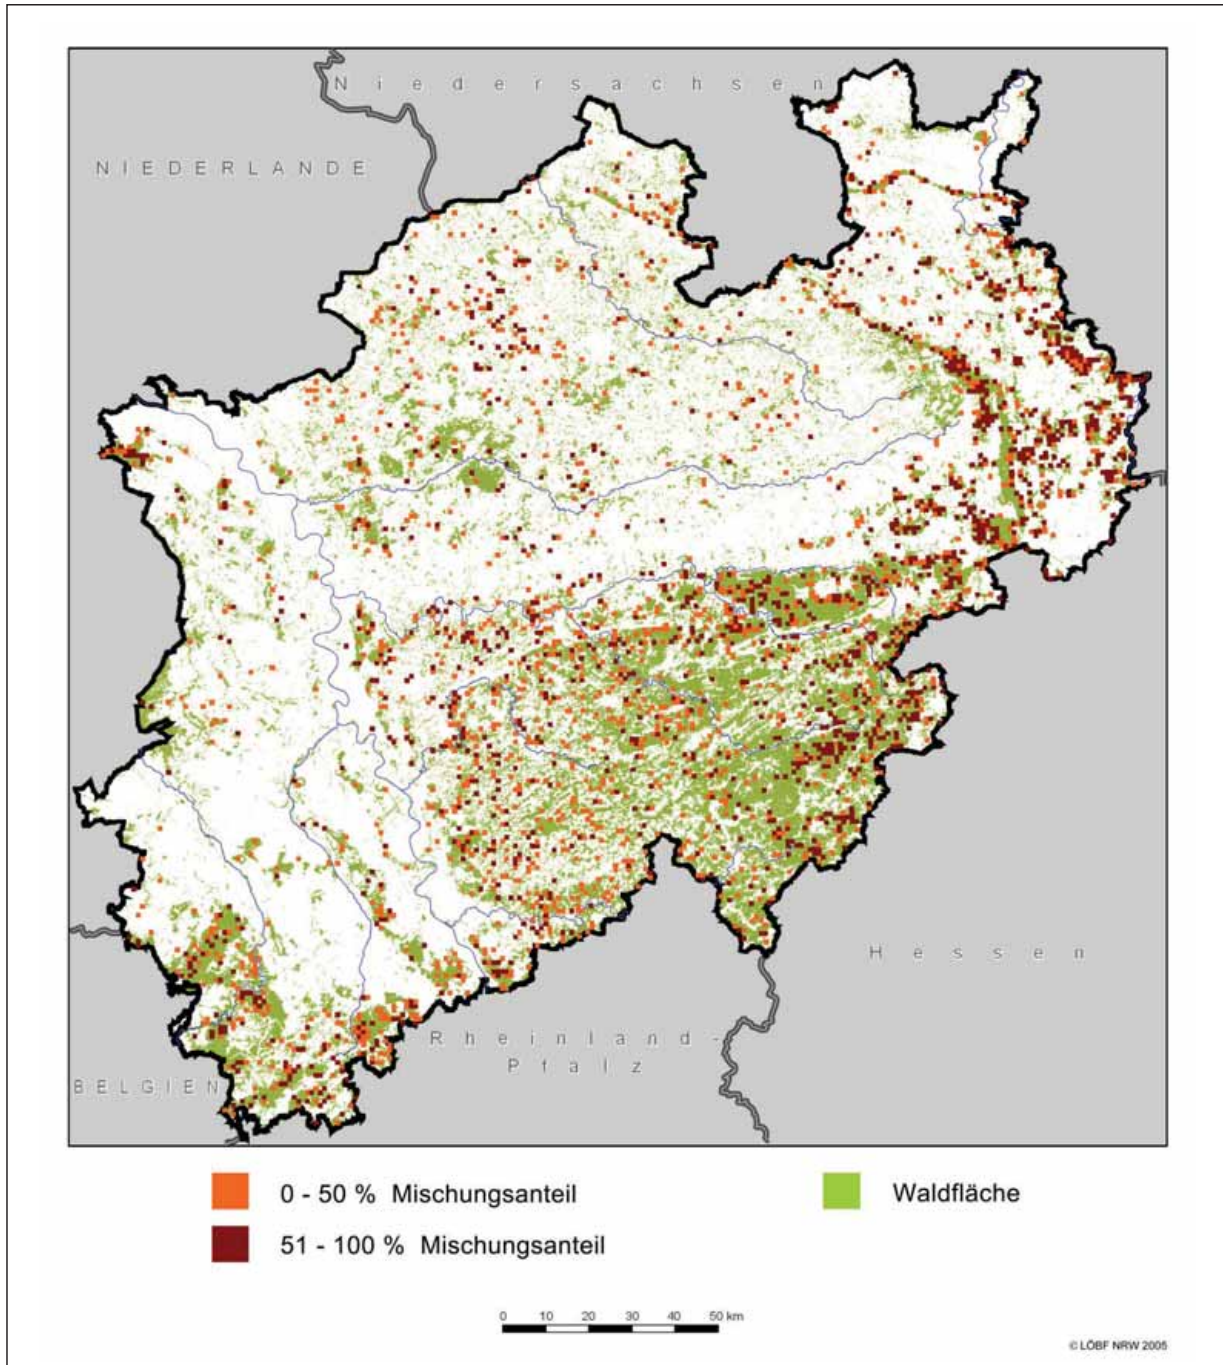 Niedersachsen
NIEDERLANDE
Hessen
Rheinland-
Pfalz
BELGIEN
0 - 50 % Mischungsanteil
Waldfläche
51 - 100 % Mischungsanteil
0 10 20 30 40 50 km
© LÖBF NRW 2005